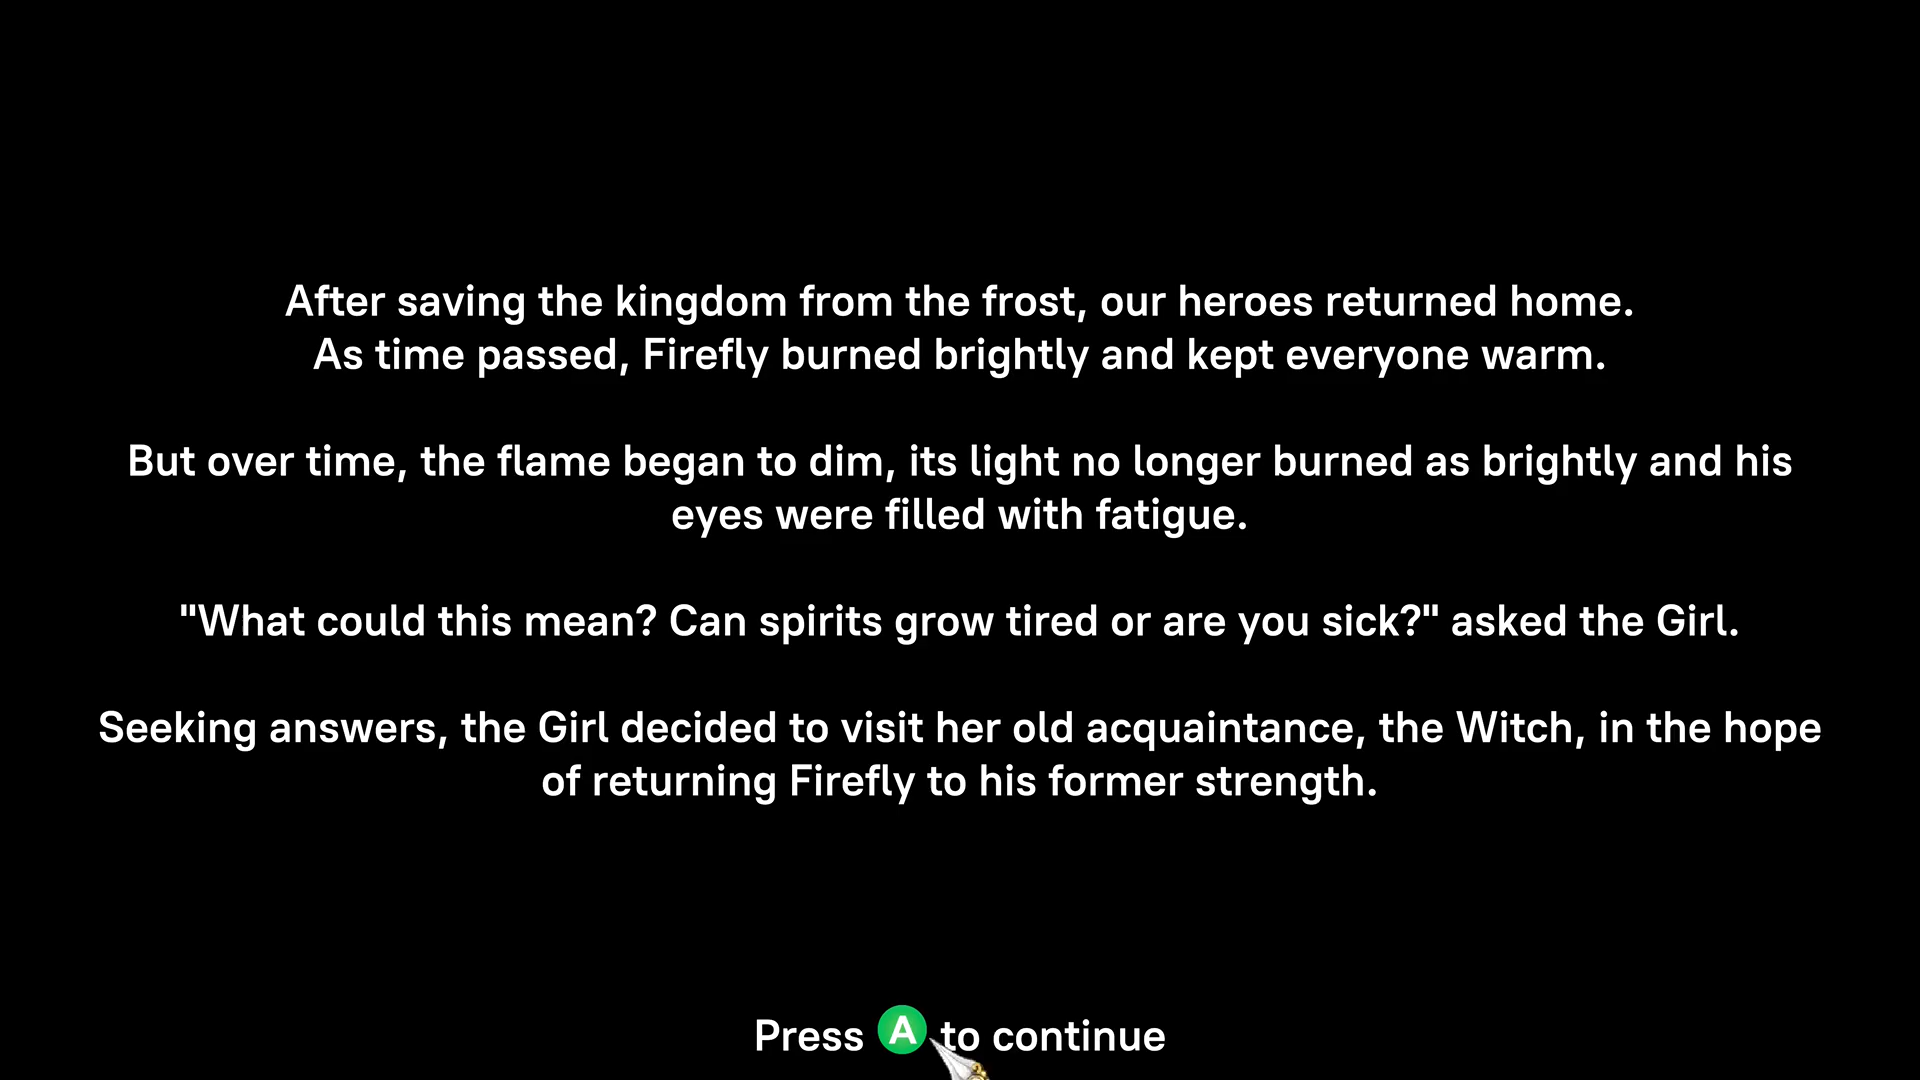 After saving the kingdom from the frost, our heroes returned home.
As time passed, Firefly burned brightly and kept everyone warm.
But over time, the flame began to dim, its light no longer burned as brightly and his
eyes were filled with fatigue.
"What could this mean? Can spirits grow tired or are you sick?" asked the Girl.
Seeking answers, the Girl decided to visit her old acquaintance, the Witch, in the hope
of returning Firefly to his former strength.
Press A to continue